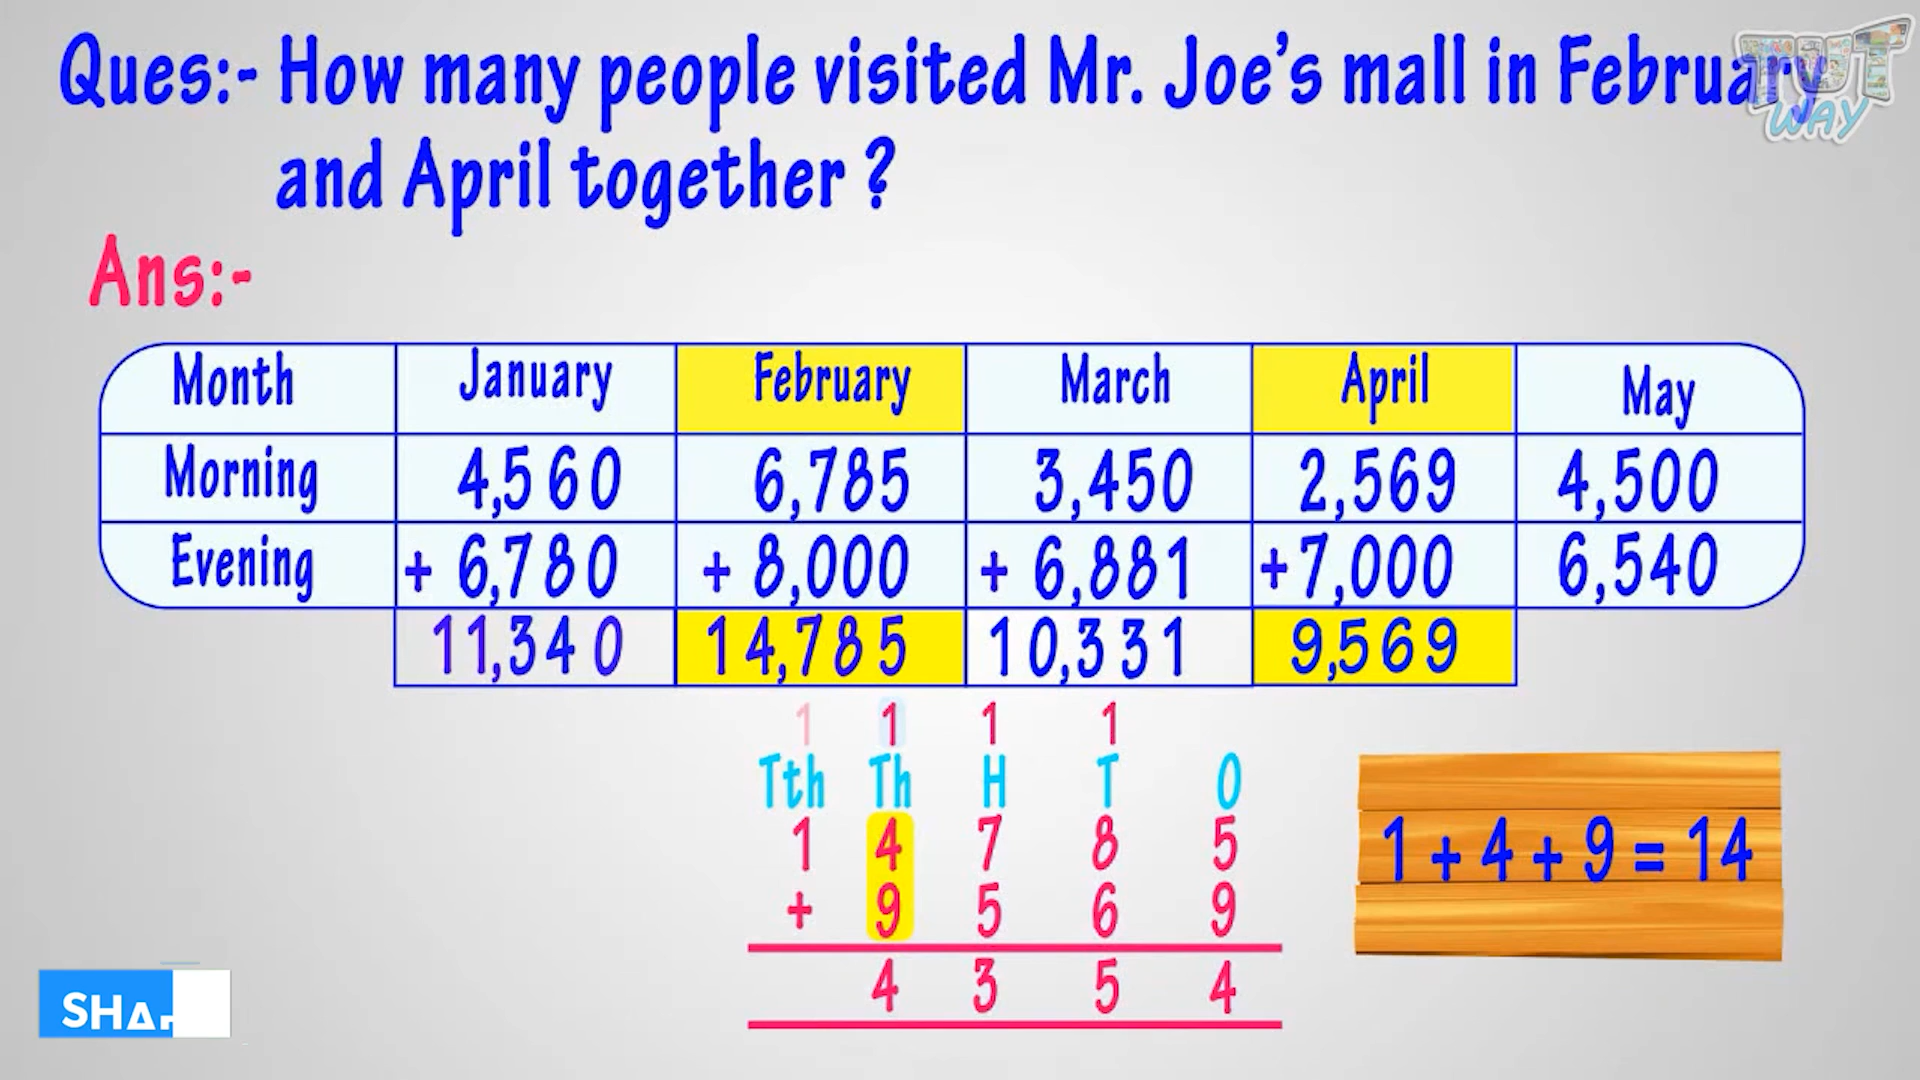 Ques:- How many people visited Mr. Joe's mall in February
and April together ?
TUT
WAY
Ans:-
Month January February March April May
Morning 4,560 6,785 3,450 2,569 4,500
Evening + 6,780 + 8,000 + 6,881 +7,000 6,540
11,340 14,785 10,331 9,569
1 1 1 1
Tth Th H T O
1 4 7 8 5
+ 9 5 6 9
4 3 5 4
1 + 4 + 9 = 14